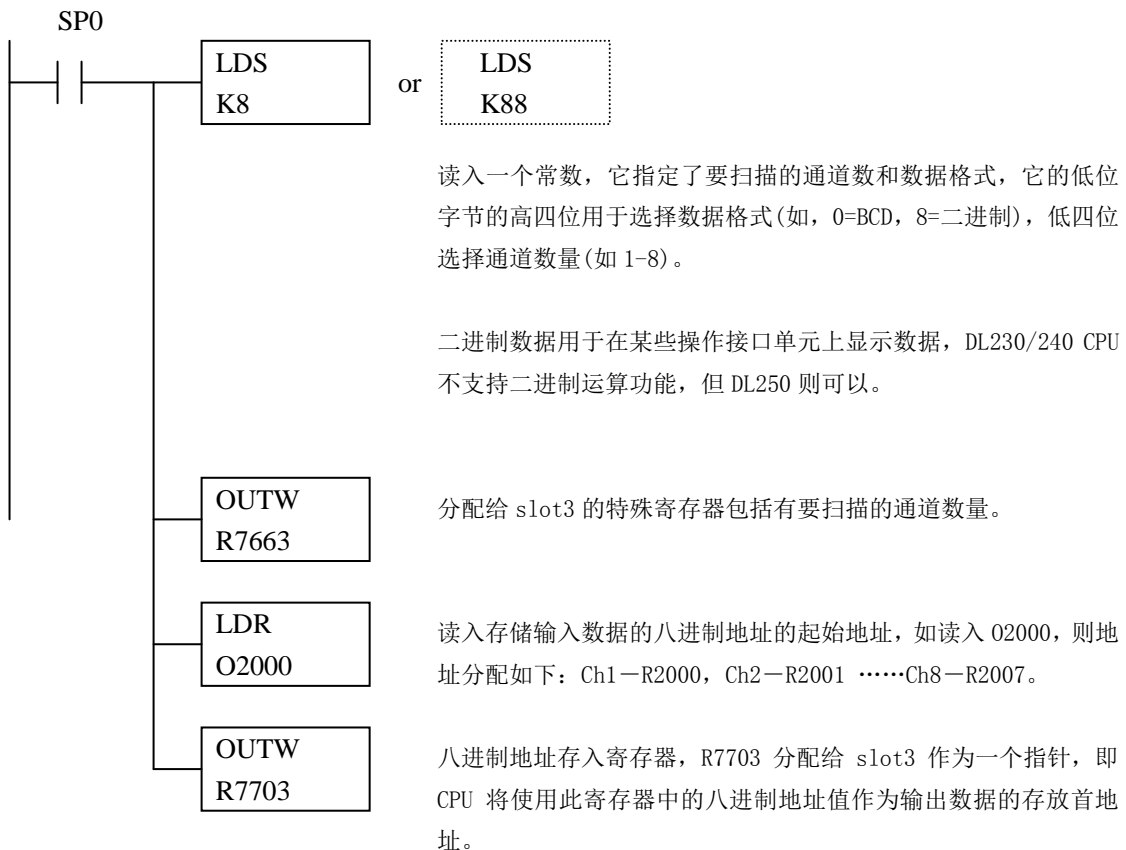 SP0
LDS
K8
or
LDS
K88
读入一个常数，它指定了要扫描的通道数和数据格式，它的低位
字节的高四位用于选择数据格式(如，0=BCD，8=二进制)，低四位
选择通道数量(如 1-8)。
二进制数据用于在某些操作接口单元上显示数据，DL230/240 CPU
不支持二进制运算功能，但 DL250 则可以。
OUTW
R7663
分配给 slot3 的特殊寄存器包括有要扫描的通道数量。
LDR
O2000
读入存储输入数据的八进制地址的起始地址，如读入 O2000，则地
址分配如下：Ch1－R2000，Ch2－R2001 ……Ch8－R2007。
OUTW
R7703
八进制地址存入寄存器，R7703 分配给 slot3 作为一个指针，即
CPU 将使用此寄存器中的八进制地址值作为输出数据的存放首地
址。